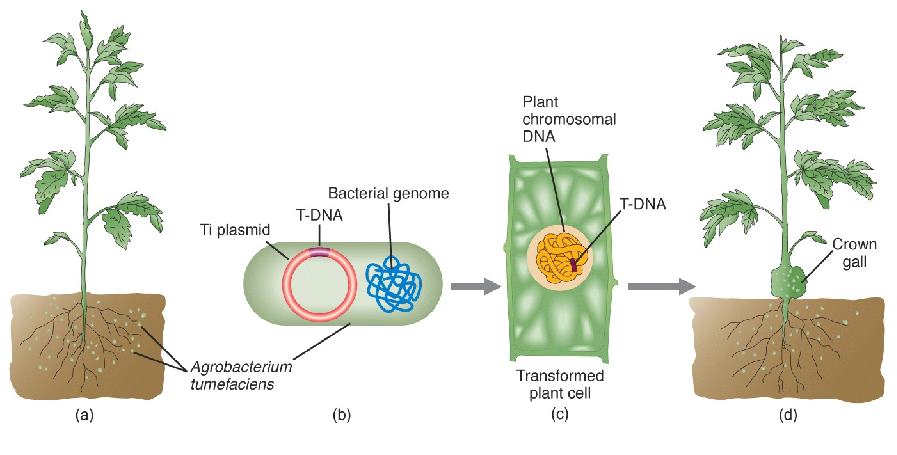 Plant
chromosomal
DNA
Bacterial genome
T-DNA
Ti plasmid
T-DNA
Crown
gall
Agrobacterium
tumefaciens
Transformed
plant cell
(a)
(b)
(c)
(d)